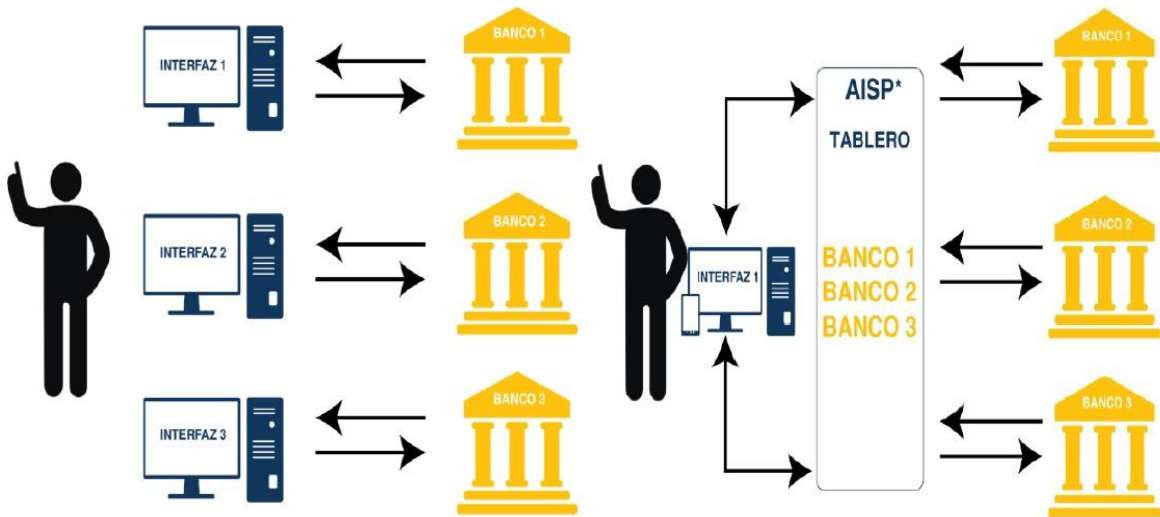 INTERFAZ 1
BANCO 1
INTERFAZ 2
BANCO 2
INTERFAZ 3
BANCO 3
INTERFAZ 1
AISP*
TABLERO
BANCO 1
BANCO 2
BANCO 3
BANCO 1
BANCO 2
BANCO 3